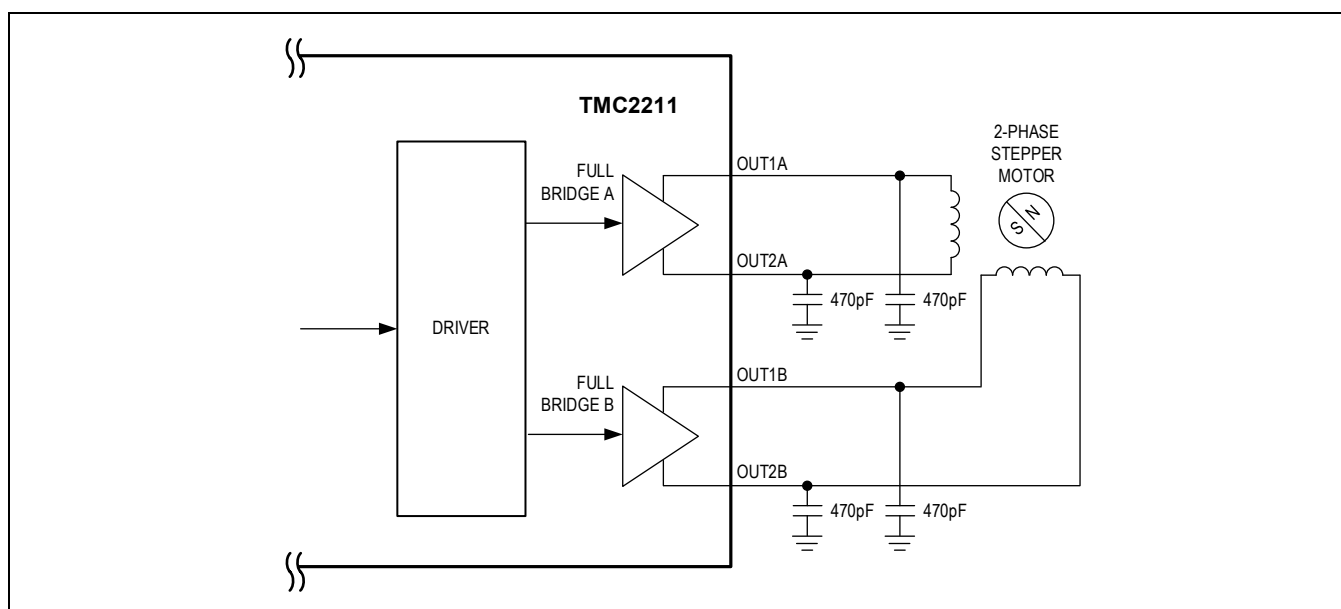 TMC2211
2-PHASE
STEPPER
MOTOR
FULL
BRIDGE A
OUT1A
S N
OUT2A
470pF
470pF
DRIVER
FULL
BRIDGE B
OUT1B
OUT2B
470pF
470pF